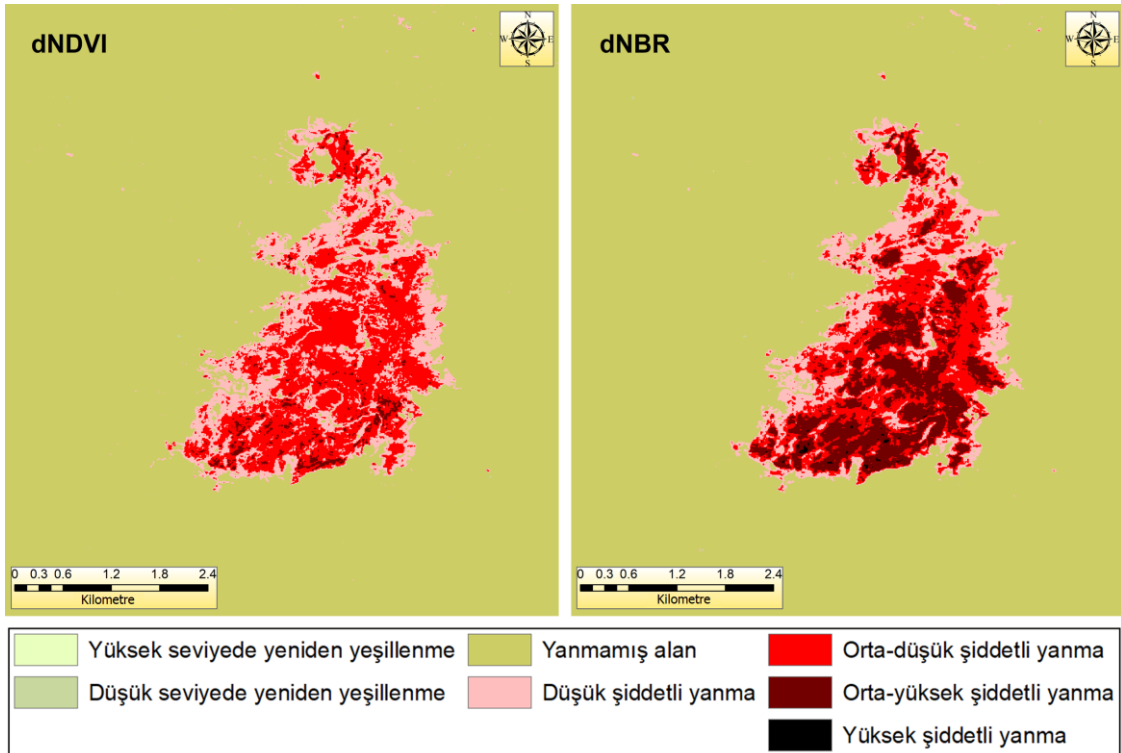 dNDVI
N
W E
S
0 0.3 0.6 1.2 1.8 2.4
Kilometre
dNBR
N
W E
S
0 0.3 0.6 1.2 1.8 2.4
Kilometre
Yüksek seviyede yeniden yeşillenme
Düşük seviyede yeniden yeşillenme
Yanmamış alan
Düşük şiddetli yanma
Orta-düşük şiddetli yanma
Orta-yüksek şiddetli yanma
Yüksek şiddetli yanma